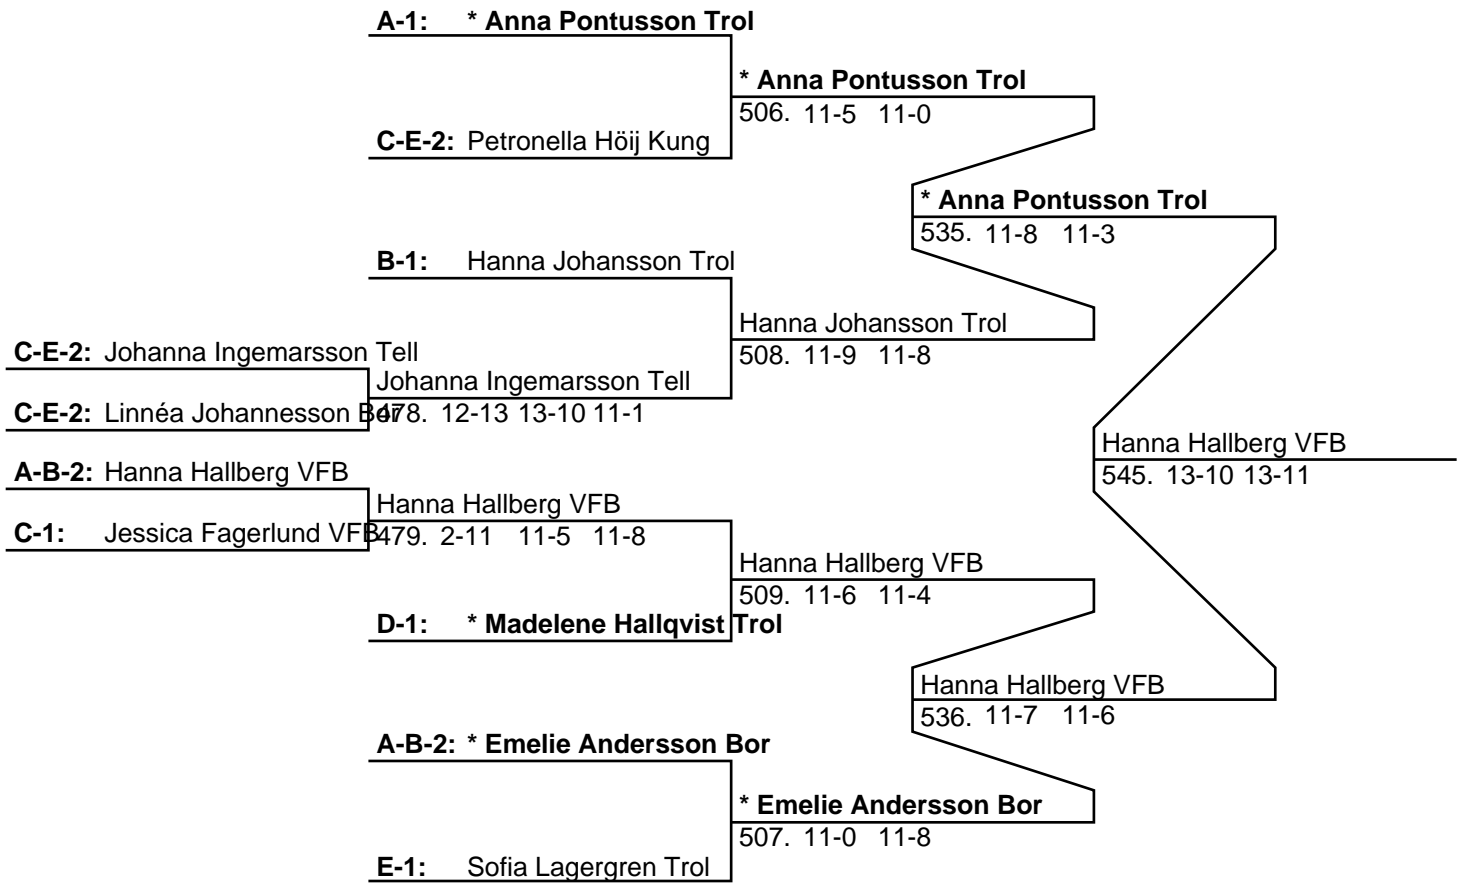 A-1: * Anna Pontusson Trol
* Anna Pontusson Trol
506. 11-5 11-0
C-E-2: Petronella Höij Kung
* Anna Pontusson Trol
535. 11-8 11-3
B-1: Hanna Johansson Trol
Hanna Johansson Trol
508. 11-9 11-8
C-E-2: Johanna Ingemarsson Tell
Johanna Ingemarsson Tell
C-E-2: Linnéa Johannesson Bor
478. 12-13 13-10 11-1
Hanna Hallberg VFB
545. 13-10 13-11
A-B-2: Hanna Hallberg VFB
Hanna Hallberg VFB
C-1: Jessica Fagerlund VFB
479. 2-11 11-5 11-8
Hanna Hallberg VFB
509. 11-6 11-4
D-1: * Madelene Hallqvist Trol
Hanna Hallberg VFB
536. 11-7 11-6
A-B-2: * Emelie Andersson Bor
* Emelie Andersson Bor
507. 11-0 11-8
E-1: Sofia Lagergren Trol